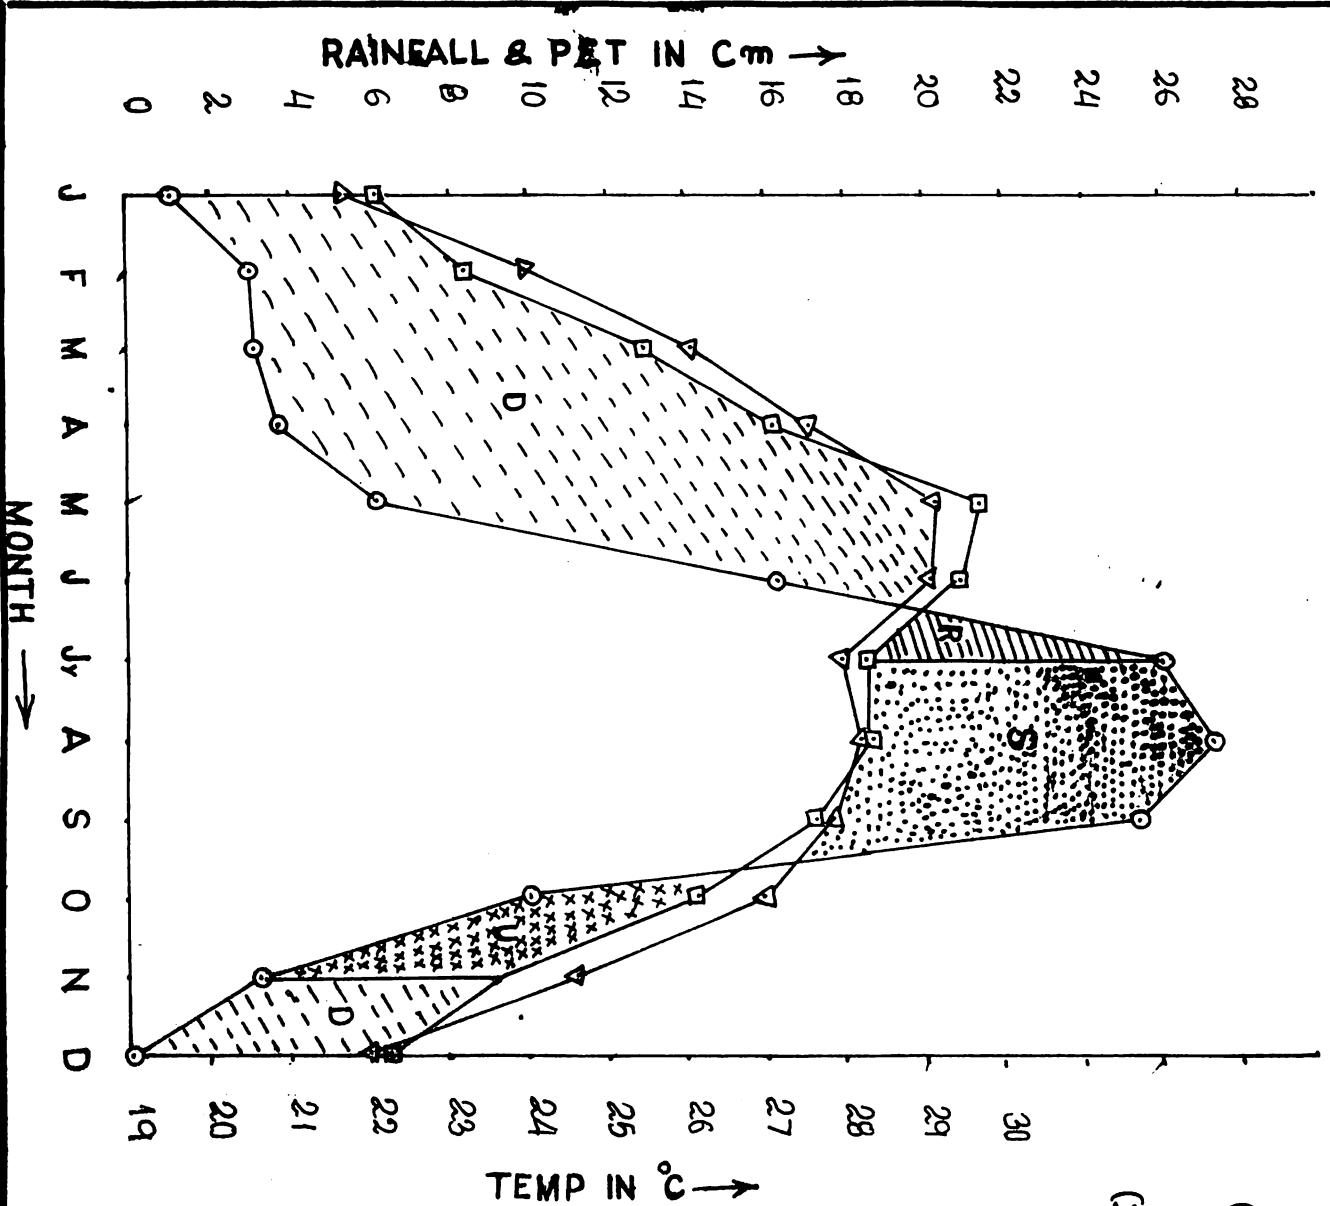 RAINFALL & PET IN Cm →
0 2 4 6 8 10 12 14 16 18 20 22 24 26 28
J
F
M
A
M
J
Jy
A
S
O
N
D
MONTH →
D
R
S
U
D
19 20 21 22 23 24 25 26 27 28 29 30
TEMP IN °C →